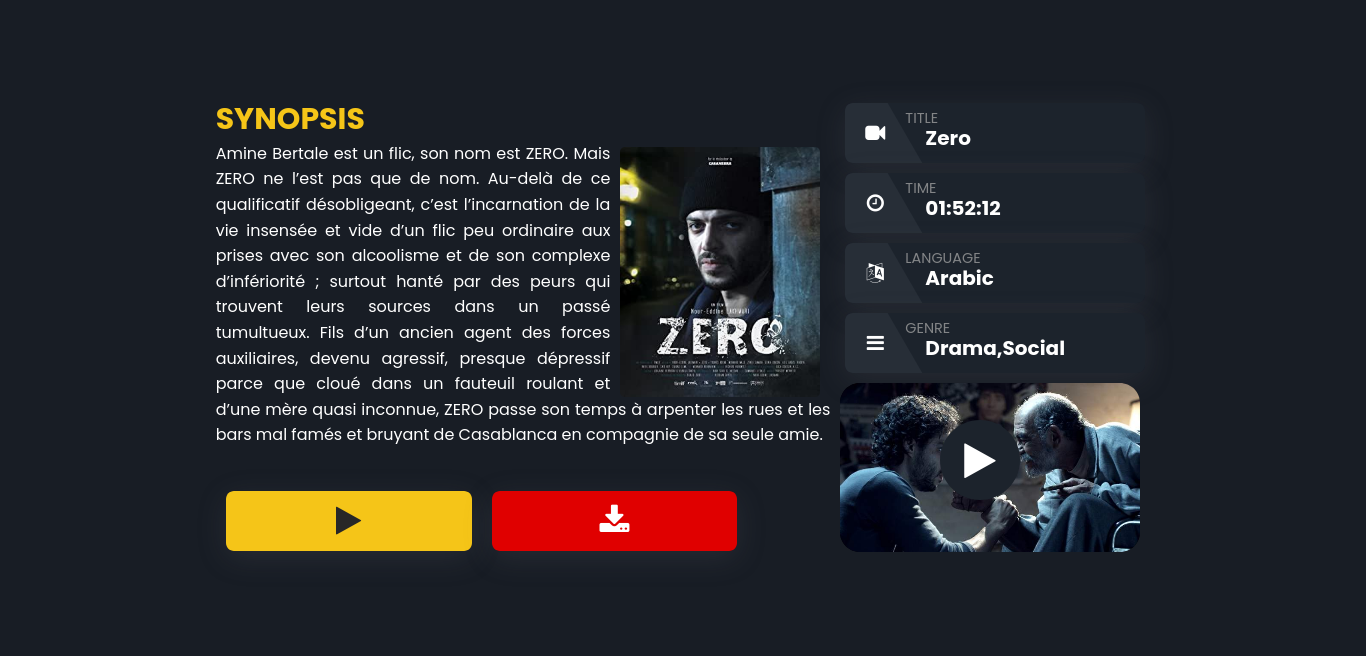 SYNOPSIS
Amine Bertale est un flic, son nom est ZERO. Mais
ZERO ne l’est pas que de nom. Au-delà de ce
qualificatif désobligeant, c’est l’incarnation de la
vie insensée et vide d’un flic peu ordinaire aux
prises avec son alcoolisme et de son complexe
d’infériorité ; surtout hanté par des peurs qui
trouvent leurs sources dans un passé
tumultueux. Fils d’un ancien agent des forces
auxiliaires, devenu agressif, presque dépressif
parce que cloué dans un fauteuil roulant et
d’une mère quasi inconnue, ZERO passe son temps à arpenter les rues et les
bars mal famés et bruyant de Casablanca en compagnie de sa seule amie.
CASANEGRA
Nour-Eddine LAKHMARI
ZERO
TITLE
Zero
TIME
01:52:12
LANGUAGE
Arabic
GENRE
Drama,Social